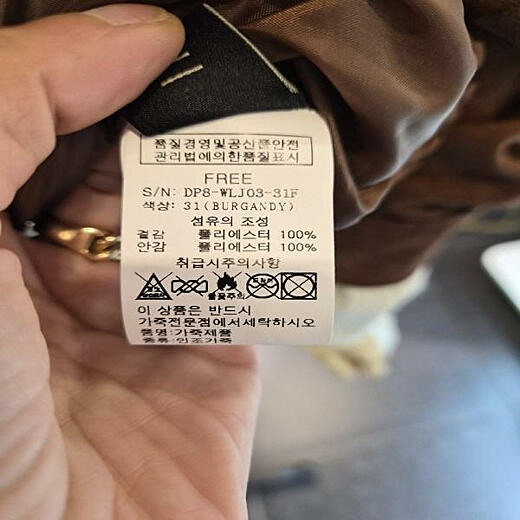 품질경영및공산품안전
관리법에의한품질표시
FREE
S/N: DP8-WLJ03-31F
색상: 31(BURGANDY)
섬유의 조성
겉감 폴리에스터 100%
안감 폴리에스터 100%
취급시주의사항
불꽃주의
이 상품은 반드시
가죽전문점에서세탁하시오
품명:가죽제품
종류:인조가죽